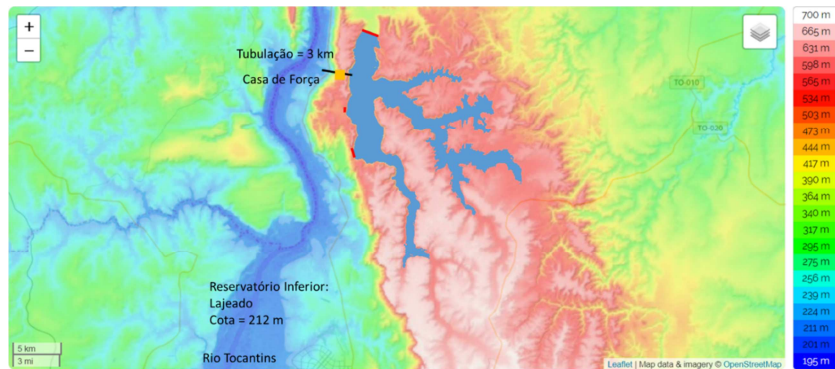 +
−
Tubulação = 3 km
Casa de Força
TO-010
TO-020
Reservatório Inferior:
Lajeado
Cota = 212 m
Rio Tocantins
5 km
3 mi
Leaflet | Map data & imagery © OpenStreetMap
700 m
665 m
631 m
598 m
565 m
534 m
503 m
473 m
444 m
417 m
390 m
364 m
340 m
317 m
295 m
275 m
256 m
239 m
224 m
211 m
201 m
195 m